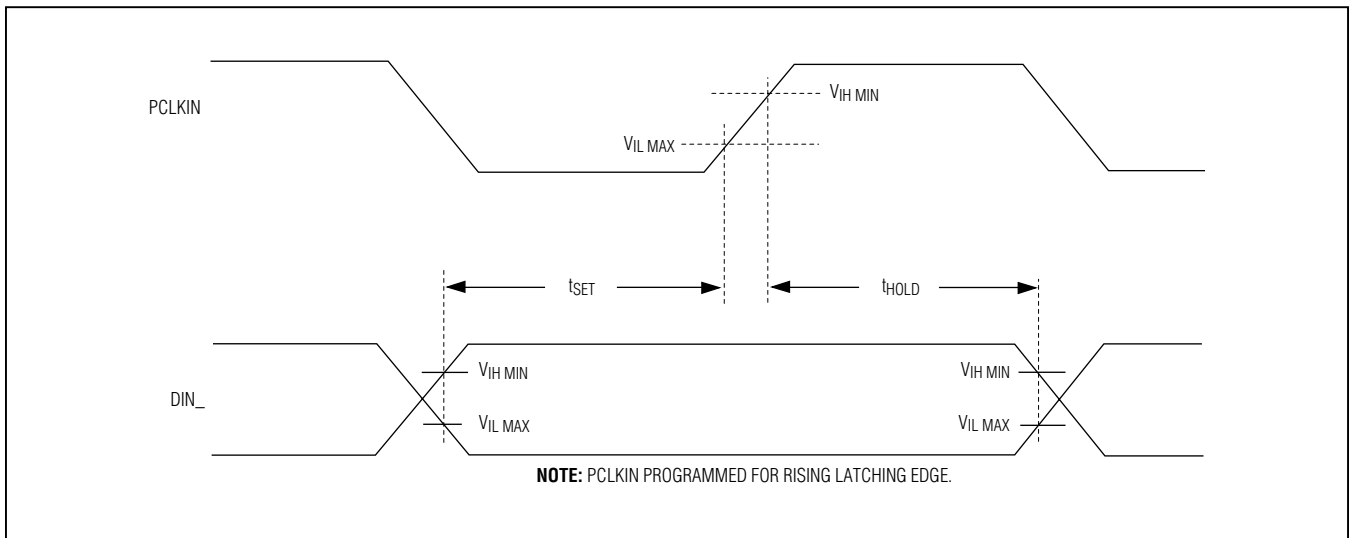 PCLKIN
VIH MIN
VIL MAX
tSET
tHOLD
DIN_
VIH MIN
VIH MIN
VIL MAX
VIL MAX
NOTE: PCLKIN PROGRAMMED FOR RISING LATCHING EDGE.